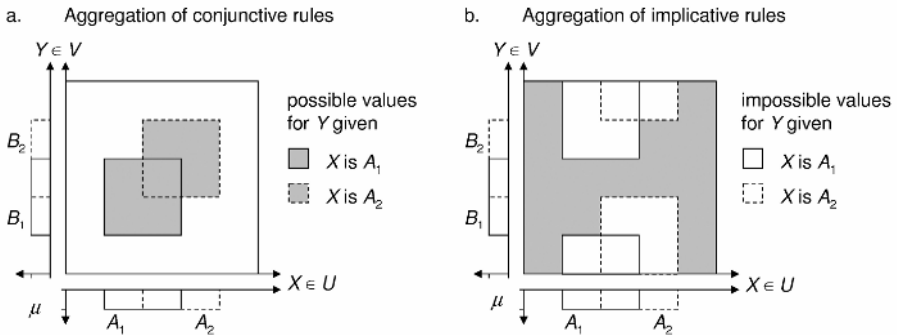 a. Aggregation of conjunctive rules
Y ∈ V
B₂
B₁
μ
A₁
A₂
X ∈ U
possible values
for Y given
X is A₁
X is A₂
b. Aggregation of implicative rules
Y ∈ V
B₂
B₁
μ
A₁
A₂
X ∈ U
impossible values
for Y given
X is A₁
X is A₂